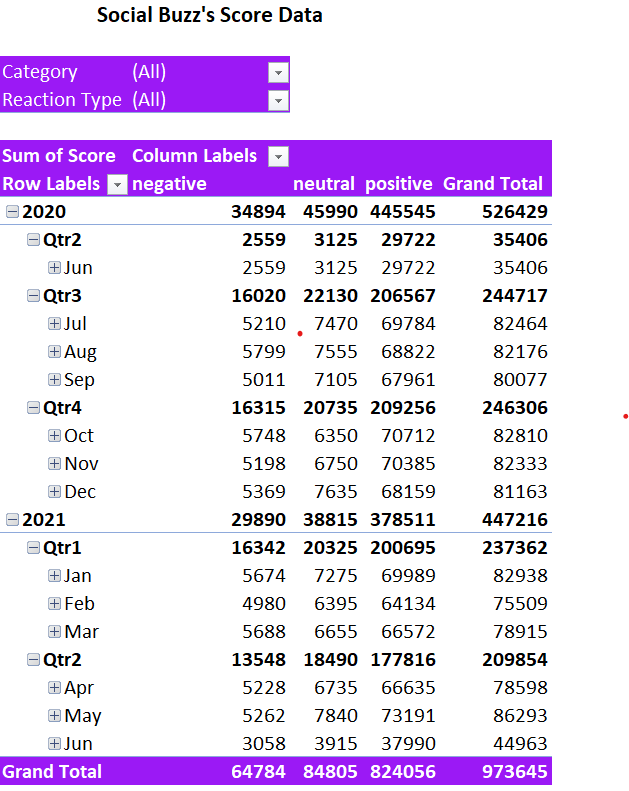 Social Buzz's Score Data
Category (All)
Reaction Type (All)
Sum of Score Column Labels
Row Labels negative neutral positive Grand Total
2020 34894 45990 445545 526429
Qtr2 2559 3125 29722 35406
Jun 2559 3125 29722 35406
Qtr3 16020 22130 206567 244717
Jul 5210 7470 69784 82464
Aug 5799 7555 68822 82176
Sep 5011 7105 67961 80077
Qtr4 16315 20735 209256 246306
Oct 5748 6350 70712 82810
Nov 5198 6750 70385 82333
Dec 5369 7635 68159 81163
2021 29890 38815 378511 447216
Qtr1 16342 20325 200695 237362
Jan 5674 7275 69989 82938
Feb 4980 6395 64134 75509
Mar 5688 6655 66572 78915
Qtr2 13548 18490 177816 209854
Apr 5228 6735 66635 78598
May 5262 7840 73191 86293
Jun 3058 3915 37990 44963
Grand Total 64784 84805 824056 973645